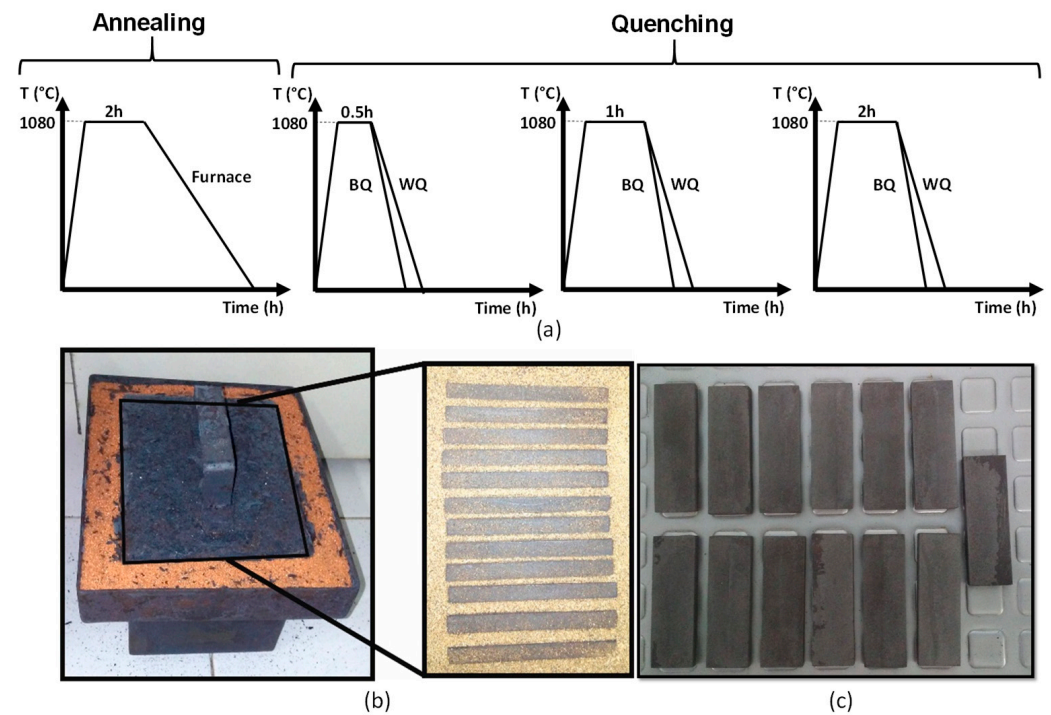 Annealing
Quenching
T (°C)
2h
1080
Furnace
Time (h)
T (°C)
0.5h
1080
BQ
WQ
Time (h)
T (°C)
1h
1080
BQ
WQ
Time (h)
T (°C)
2h
1080
BQ
WQ
Time (h)
(a)
(b)
(c)